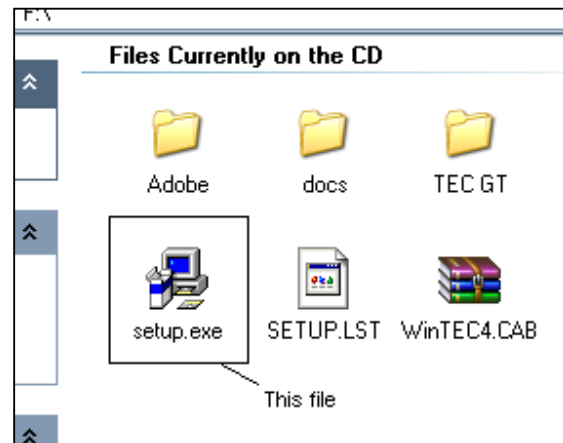 F:\
Files Currently on the CD
Adobe docs TEC GT
setup.exe SETUP.LST WinTEC4.CAB
This file